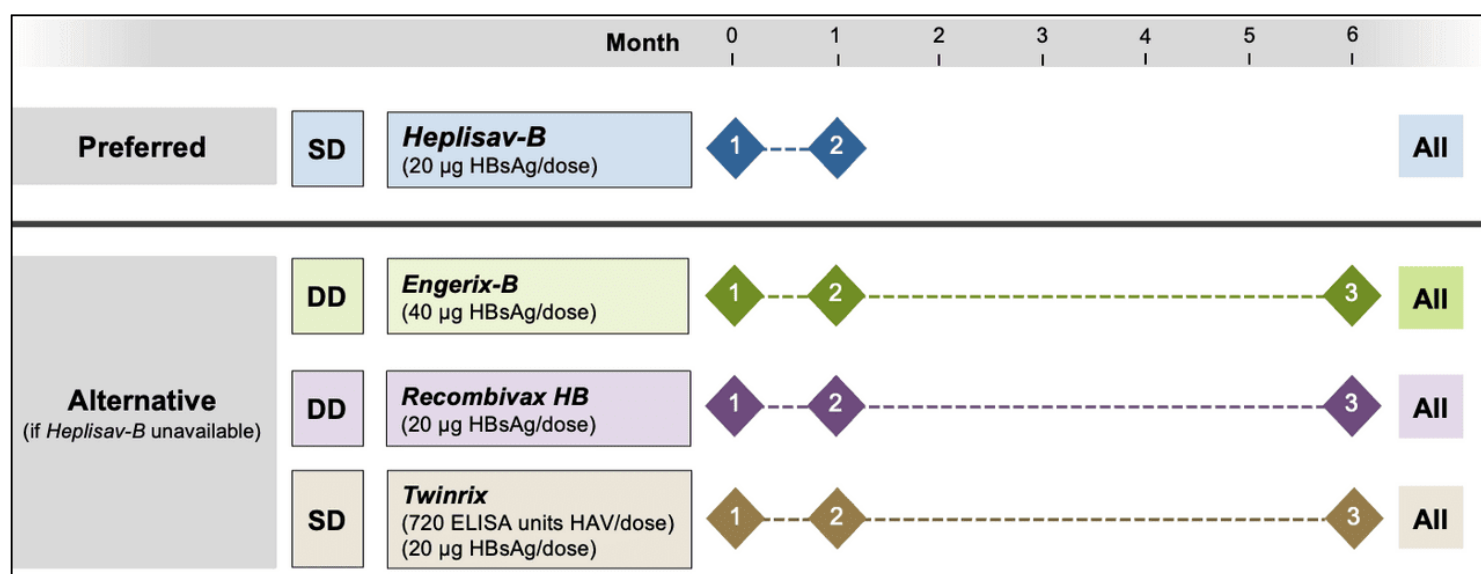 Month 0 1 2 3 4 5 6
Preferred
SD
Heplisav-B
(20 µg HBsAg/dose)
1 2
All
Alternative
(if Heplisav-B unavailable)
DD
Engerix-B
(40 µg HBsAg/dose)
1 2 3
All
DD
Recombivax HB
(20 µg HBsAg/dose)
1 2 3
All
SD
Twinrix
(720 ELISA units HAV/dose)
(20 µg HBsAg/dose)
1 2 3
All